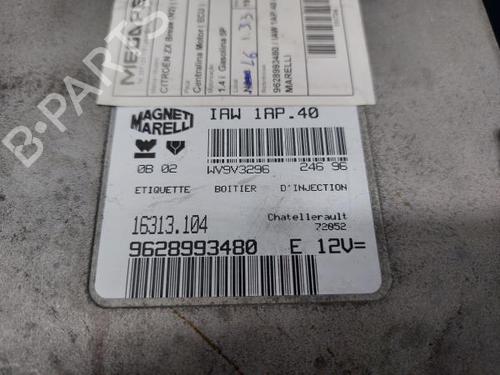 CITROËN ZX Break (N2)
Centralina Motor ( ECU )
1.4 i Gasolina 5P
9628993480 | IAW 1AP.40
MARELLI
B-PARTS
MAGNETI
MARELLI
IAW 1AP.40
0B 02
WV9V3296
246 96
ETIQUETTE BOITIER D'INJECTION
16313.104
Chatellerault
72052
9628993480 E 12V=